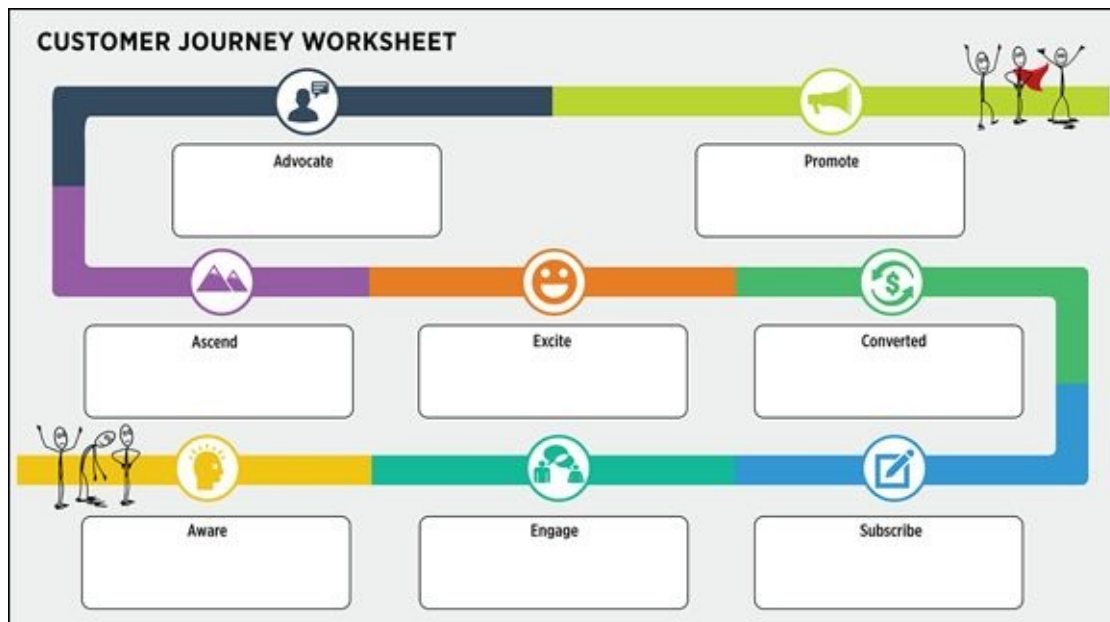 CUSTOMER JOURNEY WORKSHEET
Advocate
Promote
Ascend
Excite
Converted
$
Aware
Engage
Subscribe